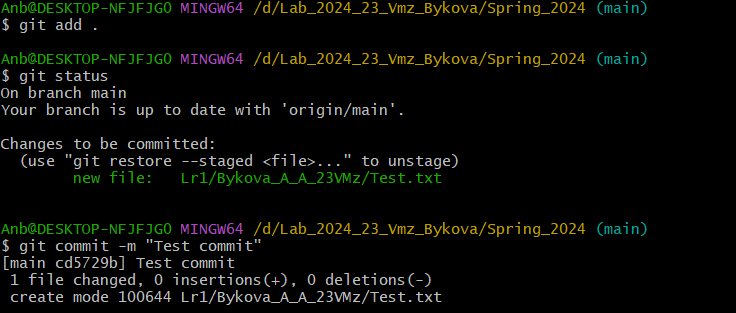 Anb@DESKTOP-NFJFJGO MINGW64 /d/Lab_2024_23_Vmz_Bykova/Spring_2024 (main)
$ git add .
Anb@DESKTOP-NFJFJGO MINGW64 /d/Lab_2024_23_Vmz_Bykova/Spring_2024 (main)
$ git status
On branch main
Your branch is up to date with 'origin/main'.
Changes to be committed:
  (use "git restore --staged <file>..." to unstage)
        new file:   Lr1/Bykova_A_A_23VMz/Test.txt
Anb@DESKTOP-NFJFJGO MINGW64 /d/Lab_2024_23_Vmz_Bykova/Spring_2024 (main)
$ git commit -m "Test commit"
[main cd5729b] Test commit
 1 file changed, 0 insertions(+), 0 deletions(-)
 create mode 100644 Lr1/Bykova_A_A_23VMz/Test.txt